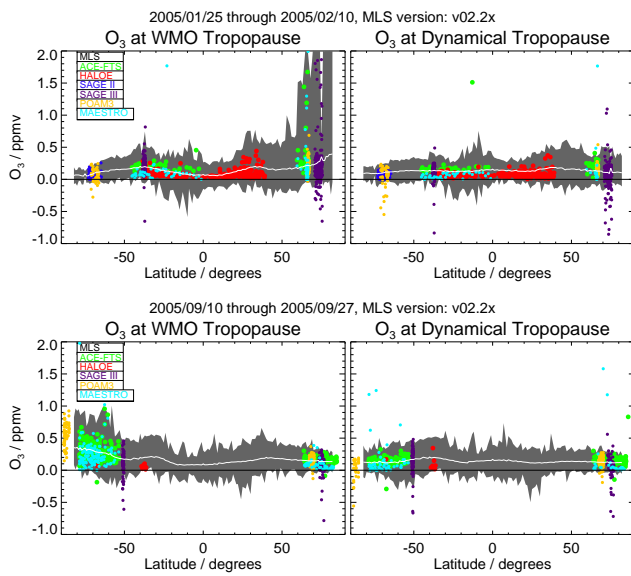 2005/01/25 through 2005/02/10, MLS version: v02.2x
O3 at WMO Tropopause
O3 at Dynamical Tropopause
MLS
ACE-FTS
HALOE
SAGE II
SAGE III
POAM3
MAESTRO
O3 / ppmv
2.0
1.5
1.0
0.5
0.0
-0.5
-1.0
-50 0 50 -50 0 50
Latitude / degrees Latitude / degrees
2005/09/10 through 2005/09/27, MLS version: v02.2x
O3 at WMO Tropopause
O3 at Dynamical Tropopause
MLS
ACE-FTS
HALOE
SAGE III
POAM3
MAESTRO
O3 / ppmv
2.0
1.5
1.0
0.5
0.0
-0.5
-1.0
-50 0 50 -50 0 50
Latitude / degrees Latitude / degrees